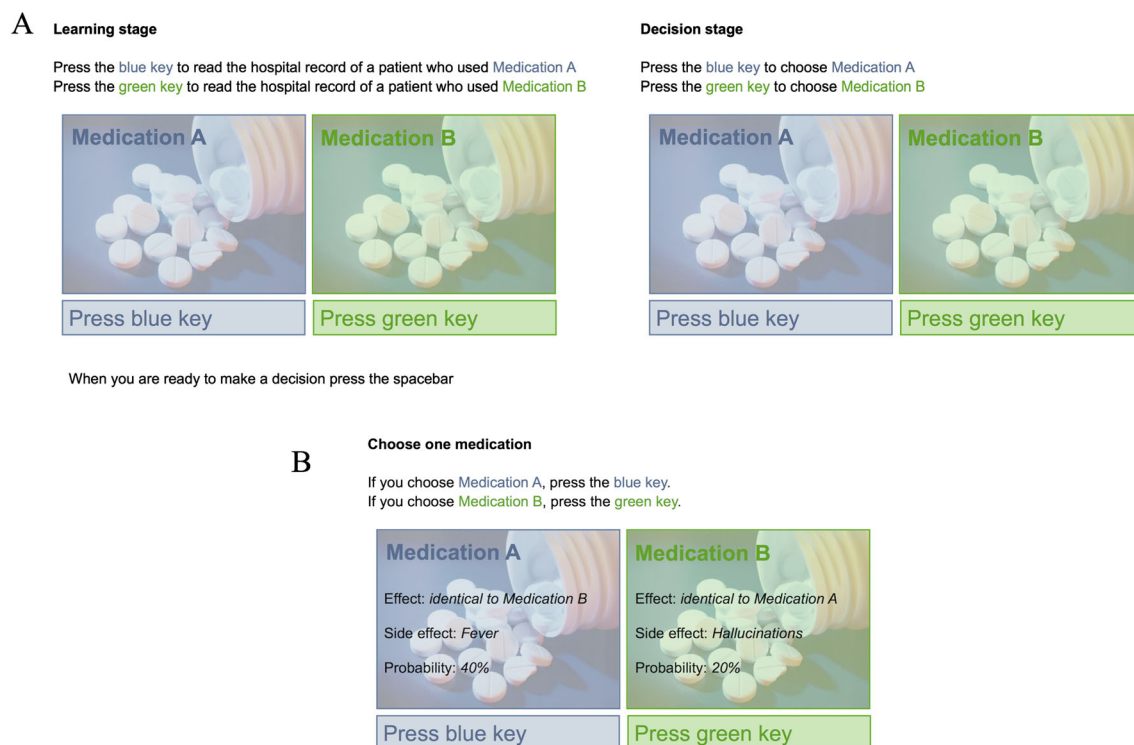 A
Learning stage
Press the blue key to read the hospital record of a patient who used Medication A
Press the green key to read the hospital record of a patient who used Medication B
Medication A
Medication B
Press blue key
Press green key
When you are ready to make a decision press the spacebar
Decision stage
Press the blue key to choose Medication A
Press the green key to choose Medication B
Medication A
Medication B
Press blue key
Press green key
B
Choose one medication
If you choose Medication A, press the blue key.
If you choose Medication B, press the green key.
Medication A
Effect: identical to Medication B
Side effect: Fever
Probability: 40%
Press blue key
Medication B
Effect: identical to Medication A
Side effect: Hallucinations
Probability: 20%
Press green key